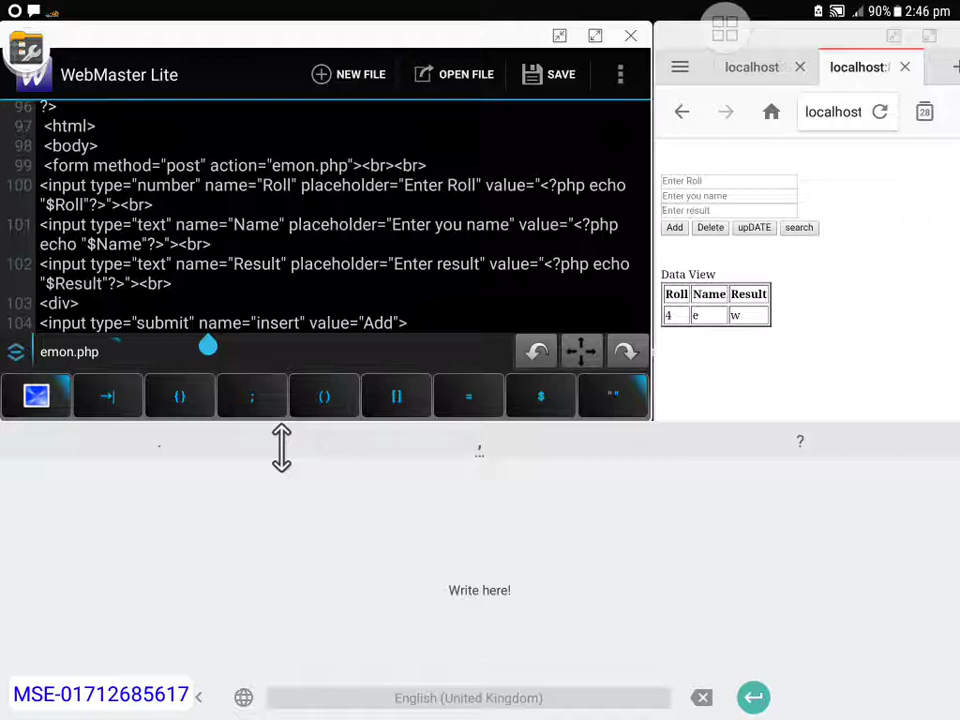 90% 2:46 pm
WebMaster Lite
NEW FILE
OPEN FILE
SAVE
96 ?>
97 <html>
98 <body>
99 <form method="post" action="emon.php"><br><br>
100 <input type="number" name="Roll" placeholder="Enter Roll" value="<?php echo
"$Roll"?>"><br>
101 <input type="text" name="Name" placeholder="Enter you name" value="<?php
echo "$Name"?>"><br>
102 <input type="text" name="Result" placeholder="Enter result" value="<?php echo
"$Result"?>"><br>
103 <div>
104 <input type="submit" name="insert" value="Add">
emon.php
→| {} ; () [] = $ " "
localhost
localhost:
localhost
28
Enter Roll
Enter you name
Enter result
Add Delete upDATE search
Data View
Roll Name Result
4 e w
. , ?
...
Write here!
MSE-01712685617
English (United Kingdom)